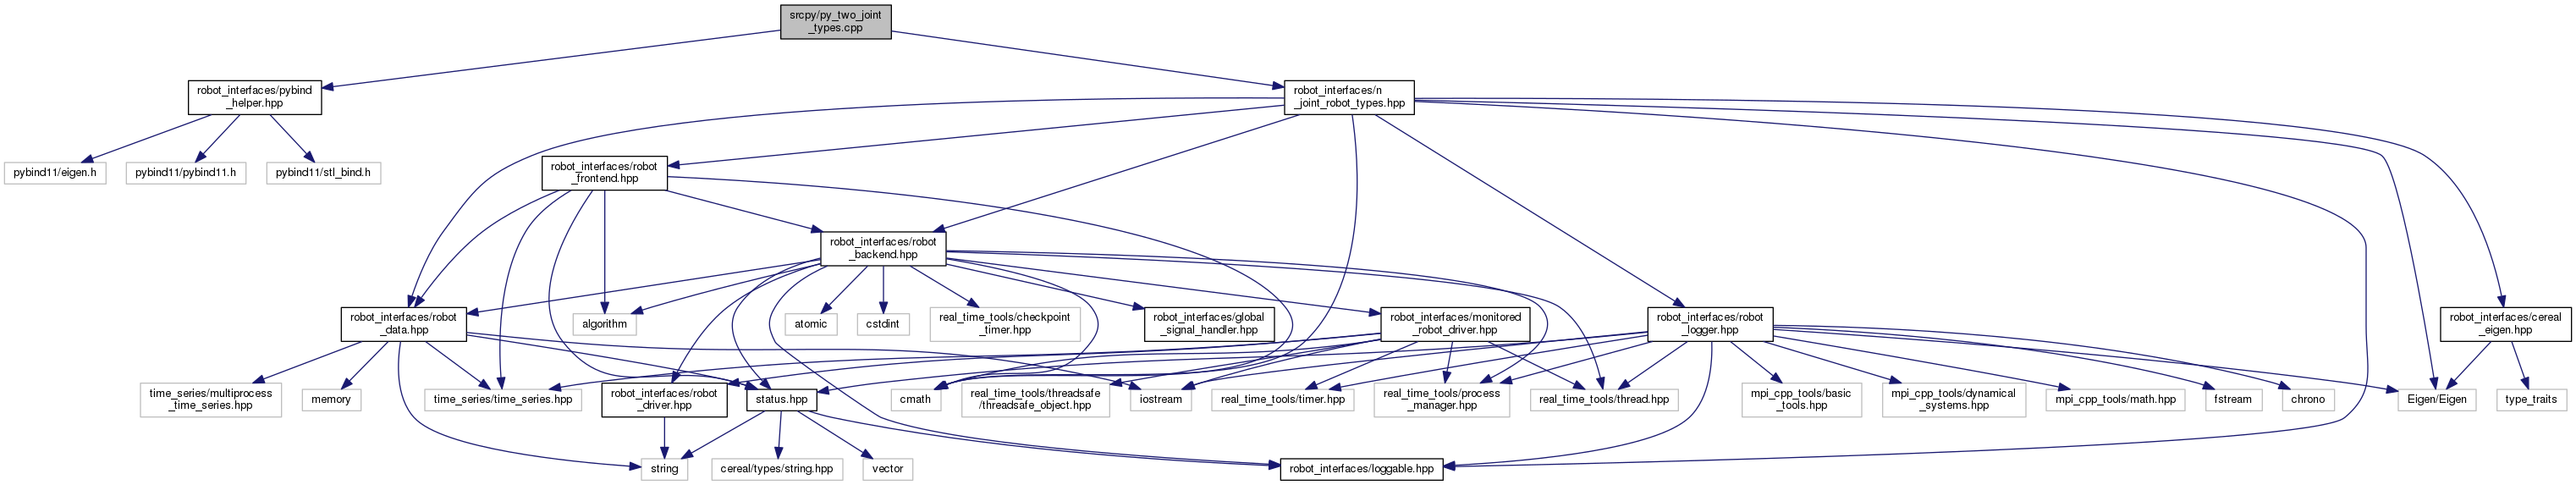 srcpy/py_two_joint
_types.cpp
robot_interfaces/pybind
_helper.hpp
robot_interfaces/n
_joint_robot_types.hpp
pybind11/eigen.h
pybind11/pybind11.h
pybind11/stl_bind.h
robot_interfaces/robot
_frontend.hpp
robot_interfaces/robot
_backend.hpp
robot_interfaces/robot
_data.hpp
algorithm
atomic
cstdint
real_time_tools/checkpoint
_timer.hpp
robot_interfaces/global
_signal_handler.hpp
robot_interfaces/monitored
_robot_driver.hpp
robot_interfaces/robot
_logger.hpp
robot_interfaces/cereal
_eigen.hpp
time_series/multiprocess
_time_series.hpp
memory
time_series/time_series.hpp
robot_interfaces/robot
_driver.hpp
status.hpp
cmath
real_time_tools/threadsafe
/threadsafe_object.hpp
iostream
real_time_tools/timer.hpp
real_time_tools/process
_manager.hpp
real_time_tools/thread.hpp
mpi_cpp_tools/basic
_tools.hpp
mpi_cpp_tools/dynamical
_systems.hpp
mpi_cpp_tools/math.hpp
fstream
chrono
Eigen/Eigen
type_traits
string
cereal/types/string.hpp
vector
robot_interfaces/loggable.hpp